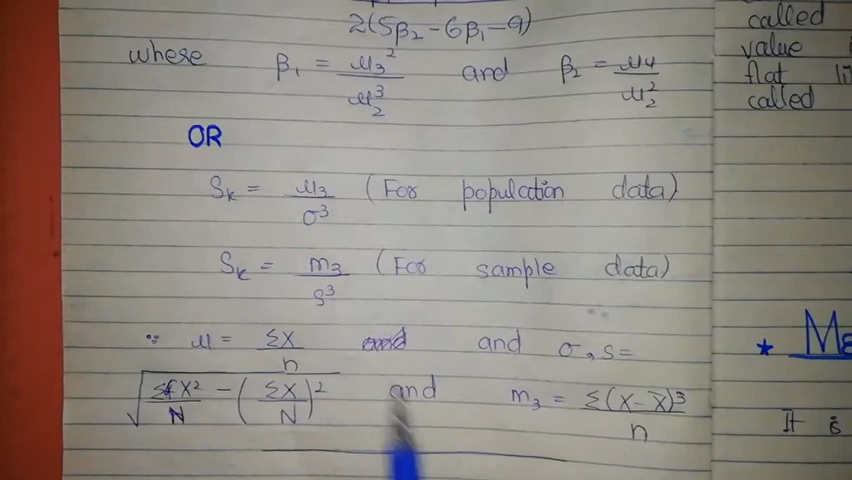 2(5β₂ - 6β₁ - 9)
where β₁ = μ₃² / μ₂³ and β₂ = μ₄ / μ₂²
OR
Sₖ = μ₃ / σ³ (For population data)
Sₖ = m₃ / s³ (For sample data)
∵ μ = ΣX / n and σ, s =
√(ΣX² / N - (ΣX / N)²) and m₃ = Σ(X - X̄)³ / n
called
value
flat
called
* Me
It is